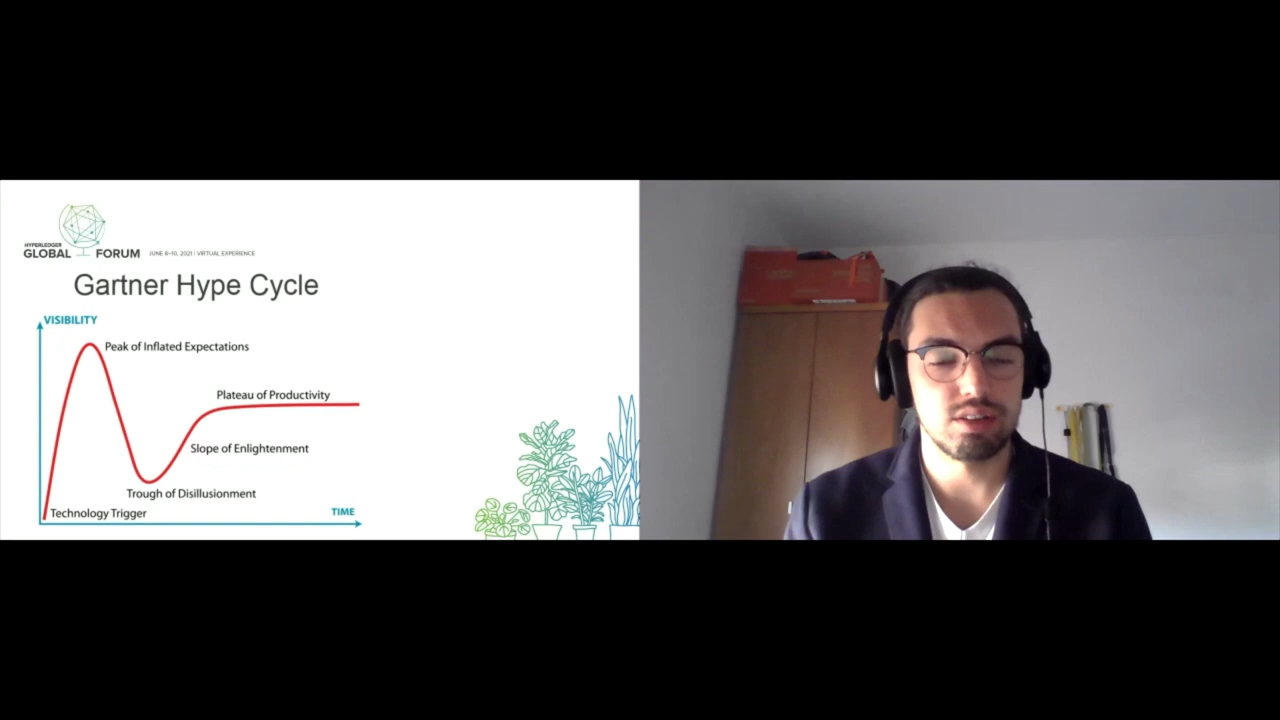 HYPERLEDGER
GLOBAL FORUM JUNE 8–10, 2021 | VIRTUAL EXPERIENCE
Gartner Hype Cycle
VISIBILITY
Peak of Inflated Expectations
Plateau of Productivity
Slope of Enlightenment
Trough of Disillusionment
Technology Trigger
TIME